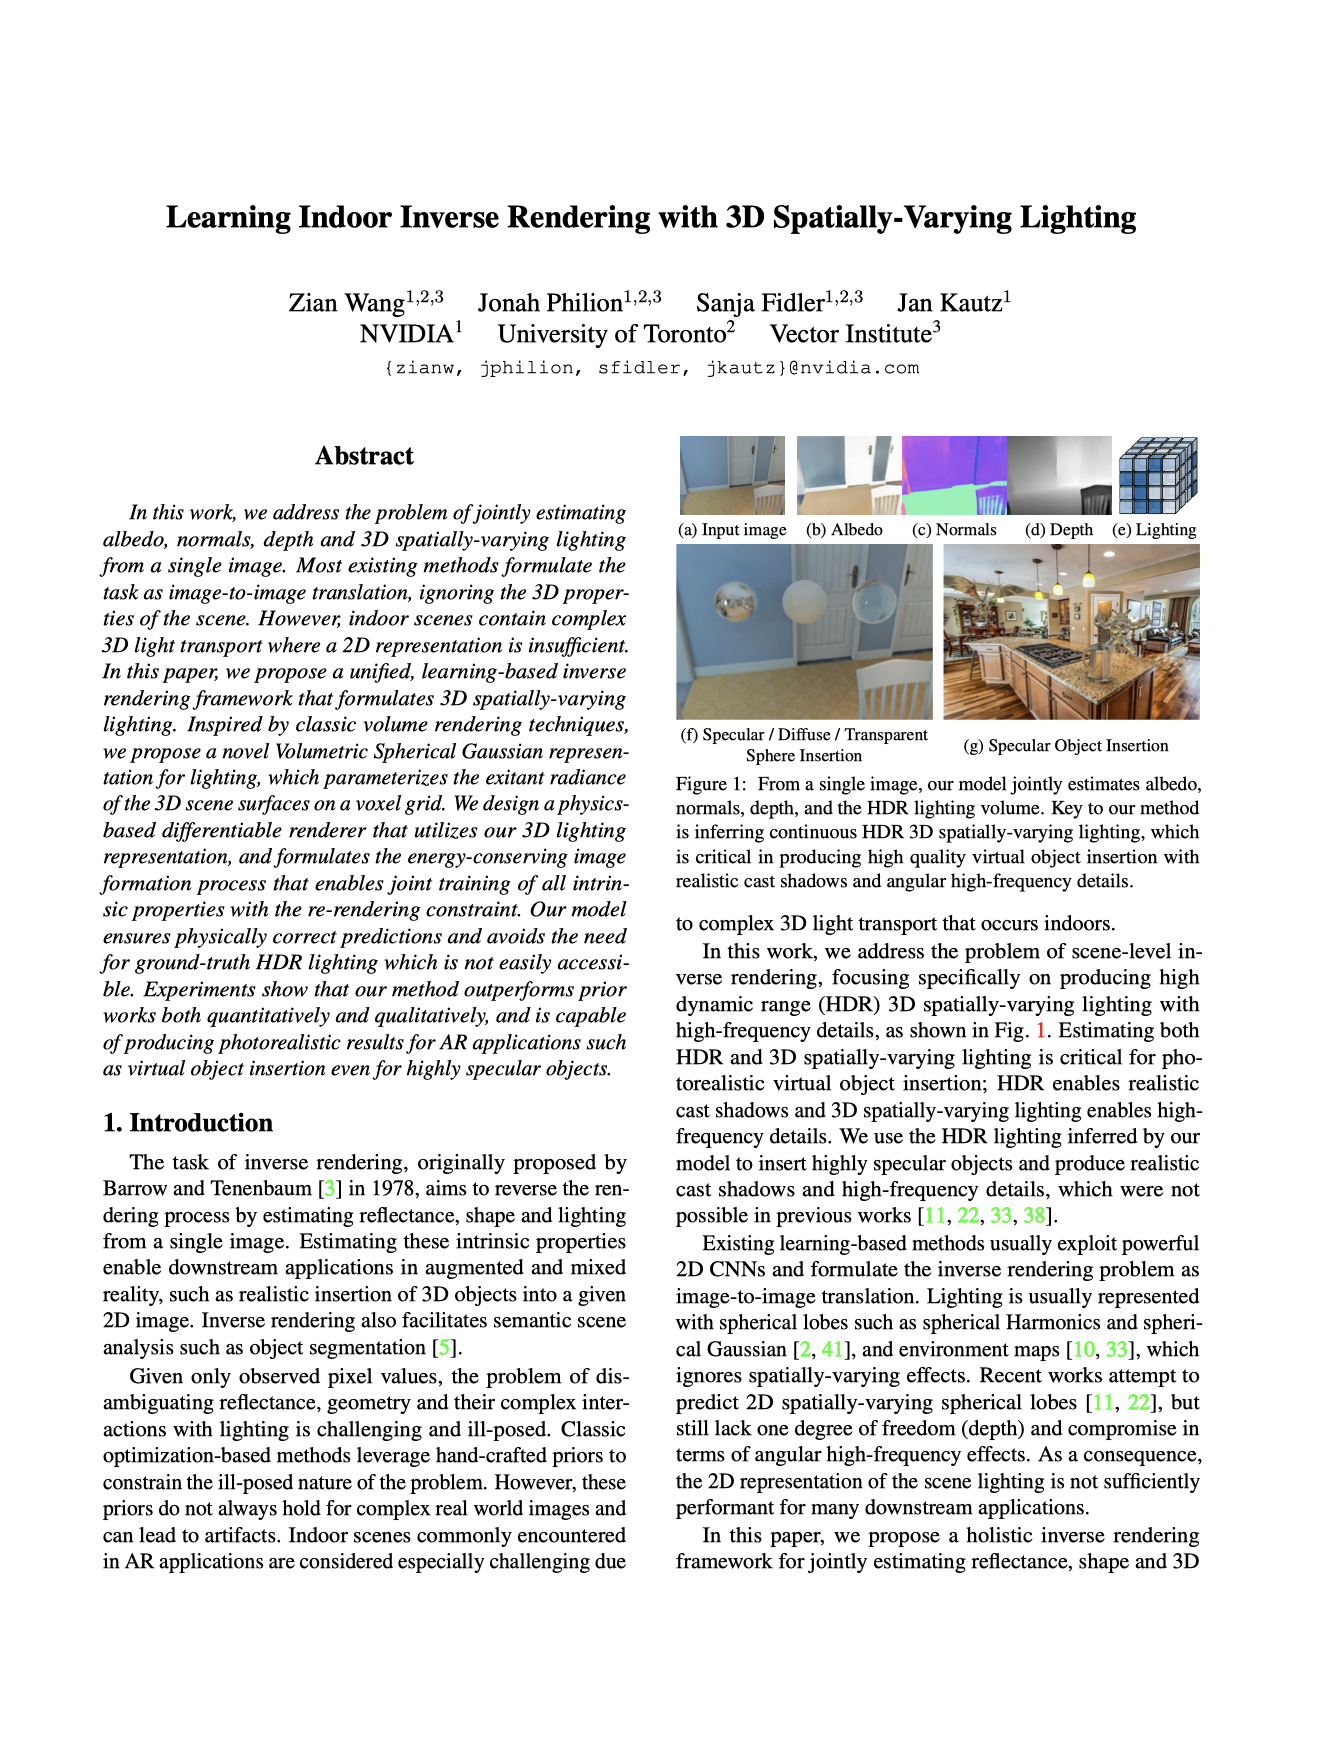 Learning Indoor Inverse Rendering with 3D Spatially-Varying Lighting
Zian Wang1,2,3 Jonah Philion1,2,3 Sanja Fidler1,2,3 Jan Kautz1
NVIDIA1 University of Toronto2 Vector Institute3
{zianw, jphilion, sfidler, jkautz}@nvidia.com
Abstract
In this work, we address the problem of jointly estimating
albedo, normals, depth and 3D spatially-varying lighting
from a single image. Most existing methods formulate the
task as image-to-image translation, ignoring the 3D proper-
ties of the scene. However, indoor scenes contain complex
3D light transport where a 2D representation is insufficient.
In this paper, we propose a unified, learning-based inverse
rendering framework that formulates 3D spatially-varying
lighting. Inspired by classic volume rendering techniques,
we propose a novel Volumetric Spherical Gaussian represen-
tation for lighting, which parameterizes the exitant radiance
of the 3D scene surfaces on a voxel grid. We design a physics-
based differentiable renderer that utilizes our 3D lighting
representation, and formulates the energy-conserving image
formation process that enables joint training of all intrin-
sic properties with the re-rendering constraint. Our model
ensures physically correct predictions and avoids the need
for ground-truth HDR lighting which is not easily accessi-
ble. Experiments show that our method outperforms prior
works both quantitatively and qualitatively, and is capable
of producing photorealistic results for AR applications such
as virtual object insertion even for highly specular objects.
1. Introduction
The task of inverse rendering, originally proposed by
Barrow and Tenenbaum [3] in 1978, aims to reverse the ren-
dering process by estimating reflectance, shape and lighting
from a single image. Estimating these intrinsic properties
enable downstream applications in augmented and mixed
reality, such as realistic insertion of 3D objects into a given
2D image. Inverse rendering also facilitates semantic scene
analysis such as object segmentation [5].
Given only observed pixel values, the problem of dis-
ambiguating reflectance, geometry and their complex inter-
actions with lighting is challenging and ill-posed. Classic
optimization-based methods leverage hand-crafted priors to
constrain the ill-posed nature of the problem. However, these
priors do not always hold for complex real world images and
can lead to artifacts. Indoor scenes commonly encountered
in AR applications are considered especially challenging due
(a) Input image (b) Albedo (c) Normals (d) Depth (e) Lighting
(f) Specular / Diffuse / Transparent
Sphere Insertion
(g) Specular Object Insertion
Figure 1: From a single image, our model jointly estimates albedo,
normals, depth, and the HDR lighting volume. Key to our method
is inferring continuous HDR 3D spatially-varying lighting, which
is critical in producing high quality virtual object insertion with
realistic cast shadows and angular high-frequency details.
to complex 3D light transport that occurs indoors.
In this work, we address the problem of scene-level in-
verse rendering, focusing specifically on producing high
dynamic range (HDR) 3D spatially-varying lighting with
high-frequency details, as shown in Fig. 1. Estimating both
HDR and 3D spatially-varying lighting is critical for pho-
torealistic virtual object insertion; HDR enables realistic
cast shadows and 3D spatially-varying lighting enables high-
frequency details. We use the HDR lighting inferred by our
model to insert highly specular objects and produce realistic
cast shadows and high-frequency details, which were not
possible in previous works [11, 22, 33, 38].
Existing learning-based methods usually exploit powerful
2D CNNs and formulate the inverse rendering problem as
image-to-image translation. Lighting is usually represented
with spherical lobes such as spherical Harmonics and spheri-
cal Gaussian [2, 41], and environment maps [10, 33], which
ignores spatially-varying effects. Recent works attempt to
predict 2D spatially-varying spherical lobes [11, 22], but
still lack one degree of freedom (depth) and compromise in
terms of angular high-frequency effects. As a consequence,
the 2D representation of the scene lighting is not sufficiently
performant for many downstream applications.
In this paper, we propose a holistic inverse rendering
framework for jointly estimating reflectance, shape and 3D